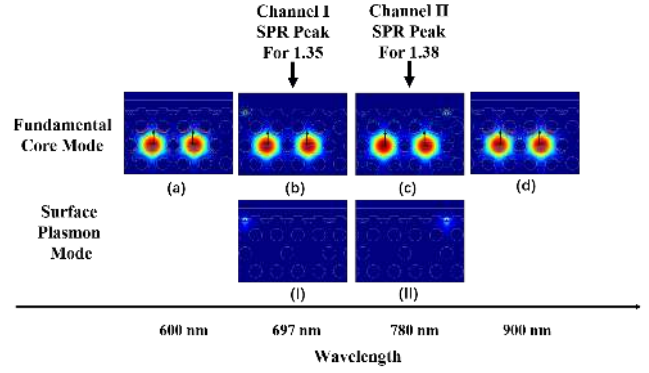 Channel I
SPR Peak
For 1.35
Channel II
SPR Peak
For 1.38
Fundamental
Core Mode
(a)
(b)
(c)
(d)
Surface
Plasmon
Mode
(I)
(II)
600 nm
697 nm
780 nm
900 nm
Wavelength